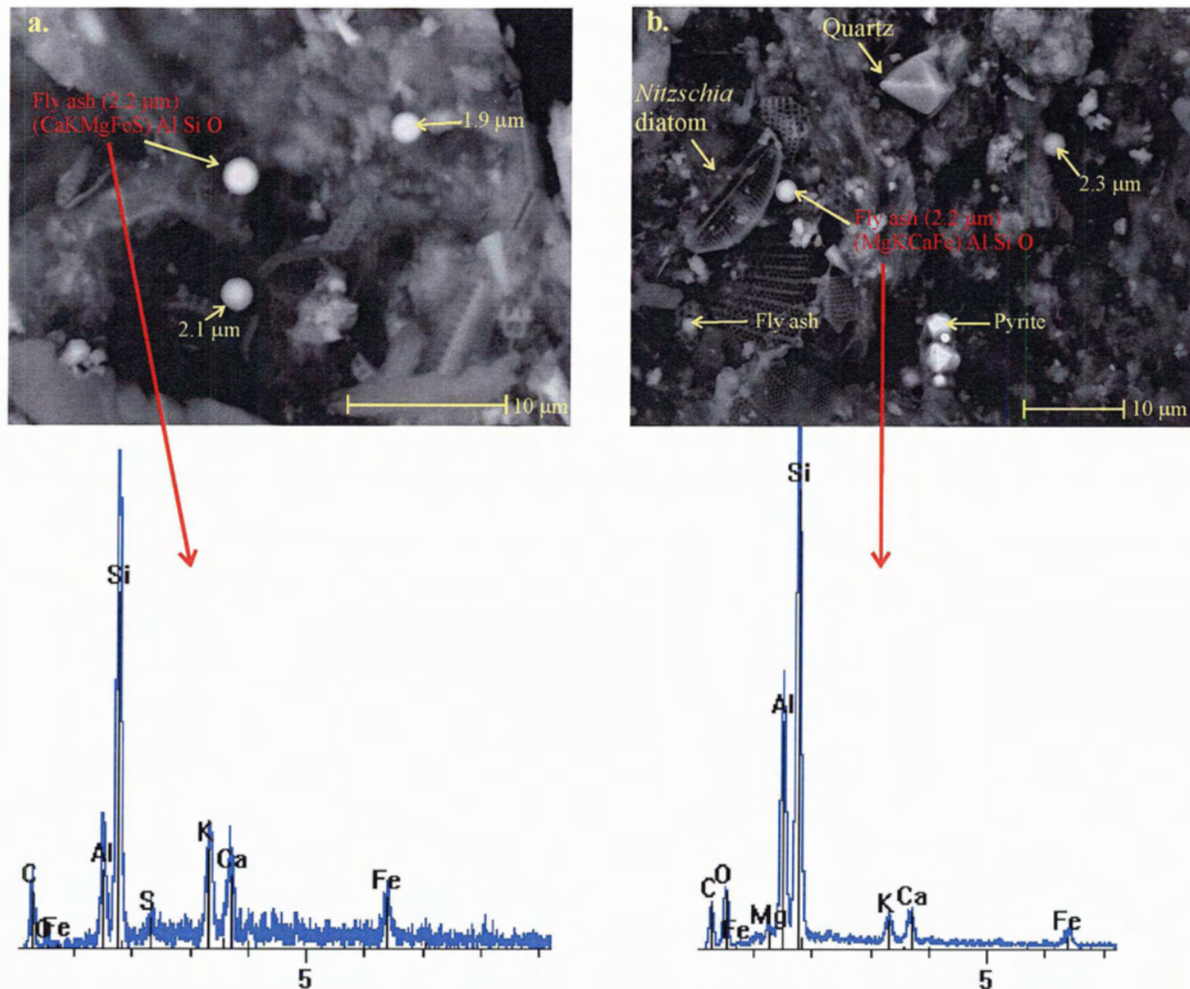 a.
Fly ash (2.2 µm)
(CaKMgFeS) Al Si O
1.9 µm
2.1 µm
10 µm
b.
Quartz
Nitzschia
diatom
2.3 µm
Fly ash (2.2 µm)
(MgKCaFe) Al Si O
Fly ash
Pyrite
10 µm
Si
Al
C
O
Fe
S
K
Ca
Fe
5
Si
Al
C
O
Fe
Mg
K
Ca
Fe
5